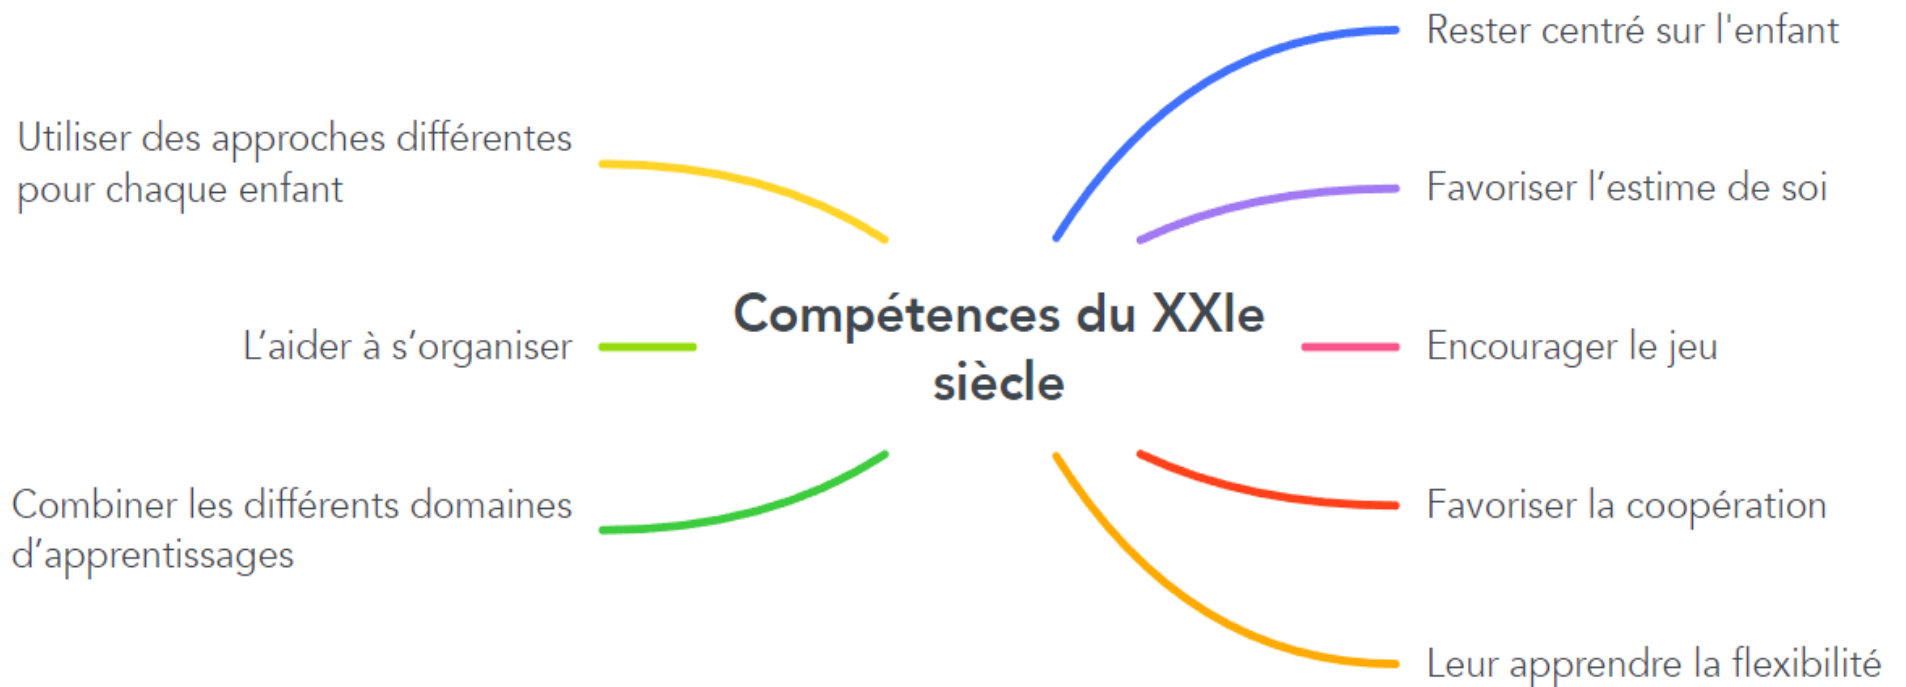 Compétences du XXIe
siècle
Rester centré sur l'enfant
Favoriser l’estime de soi
Encourager le jeu
Favoriser la coopération
Leur apprendre la flexibilité
Utiliser des approches différentes
pour chaque enfant
L’aider à s’organiser
Combiner les différents domaines
d’apprentissages